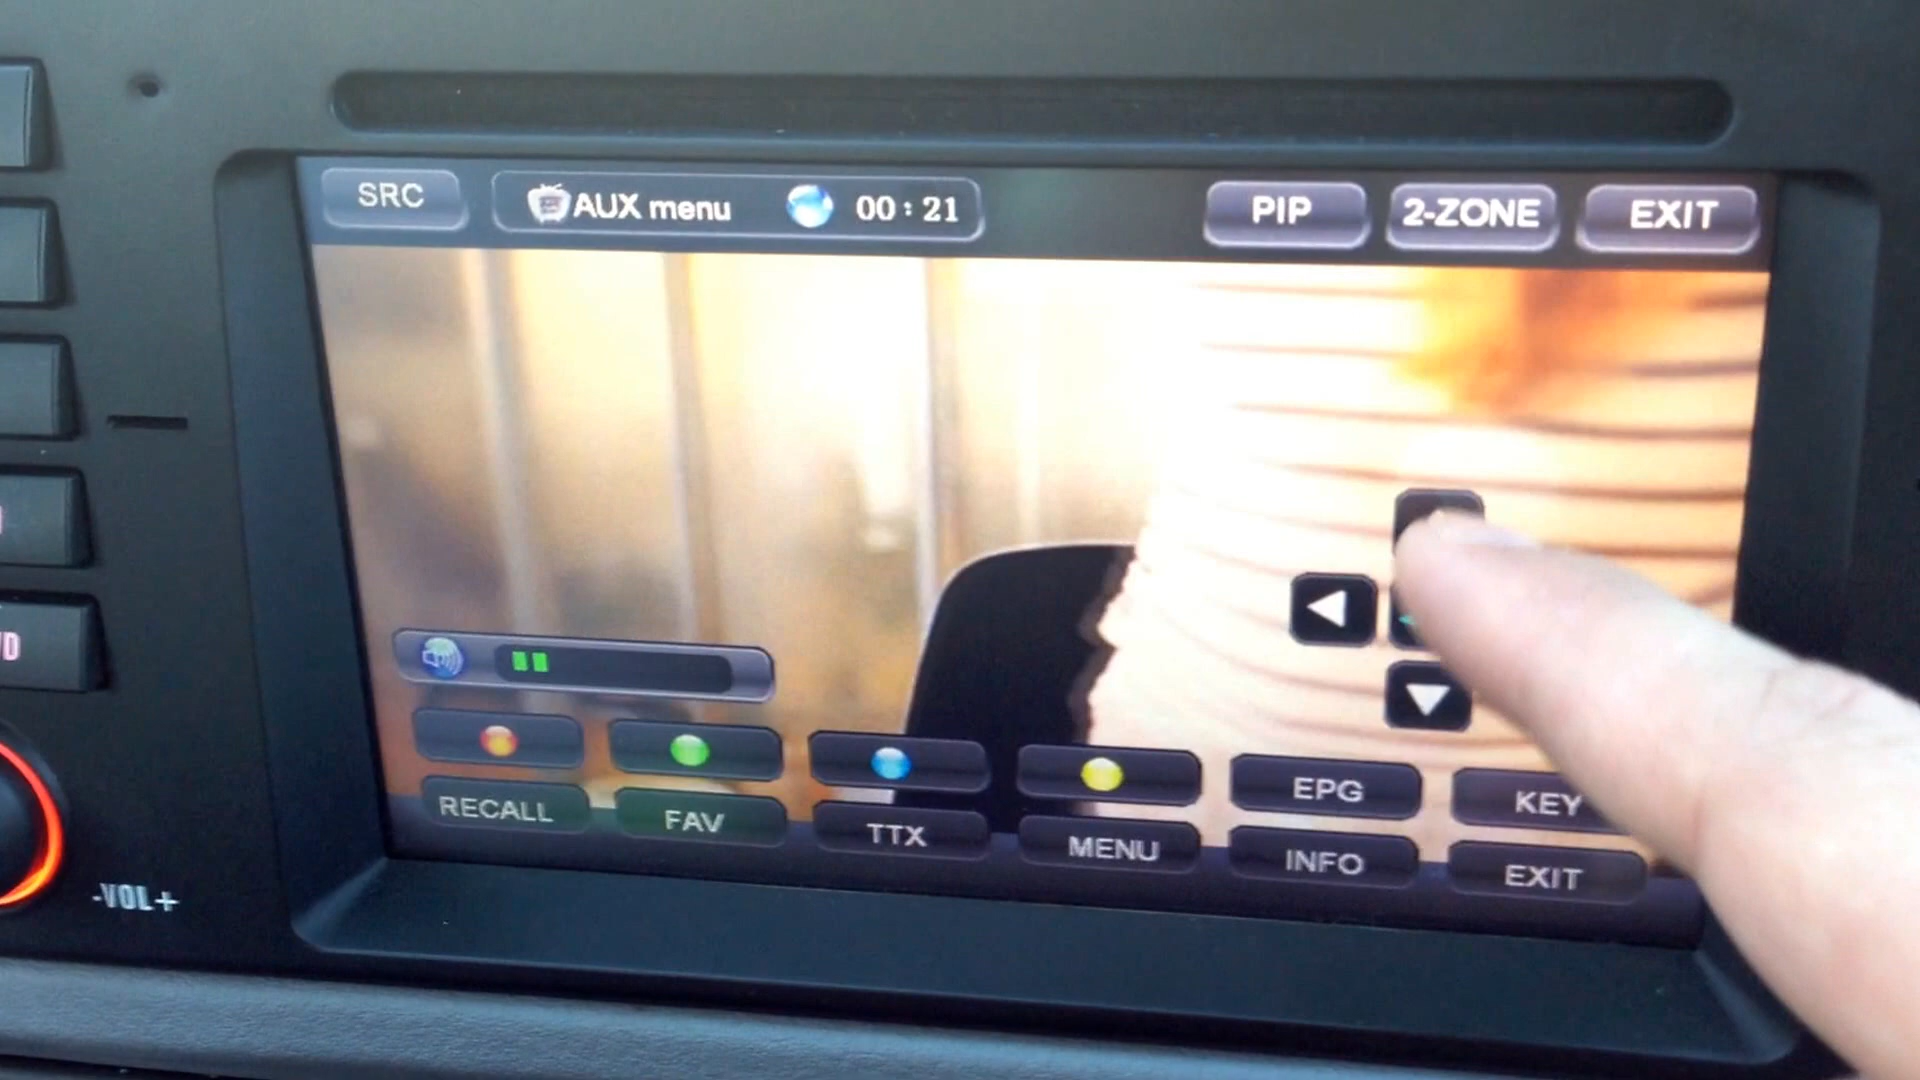 SRC
AUX menu
00 : 21
PIP
2-ZONE
EXIT
EPG
KEY
RECALL
FAV
TTX
MENU
INFO
EXIT
-VOL+